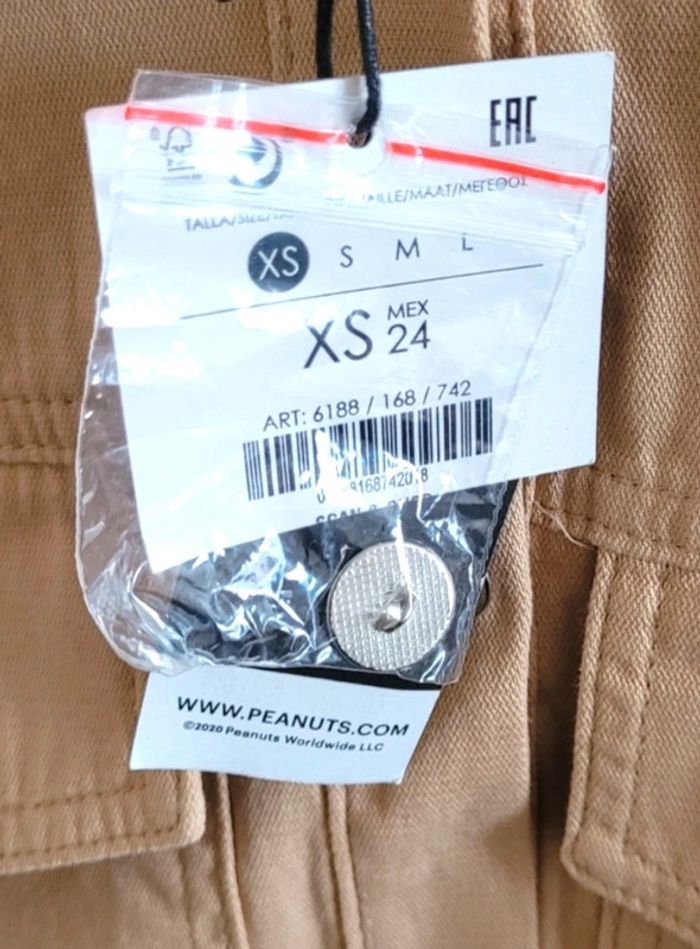 EAC
TALLA/SIZE/
/MAAT/ΜΕΓΕΘΟΣ
XS S M L
XS MEX 24
ART: 6188 / 168 / 742
WWW.PEANUTS.COM
©2020 Peanuts Worldwide LLC